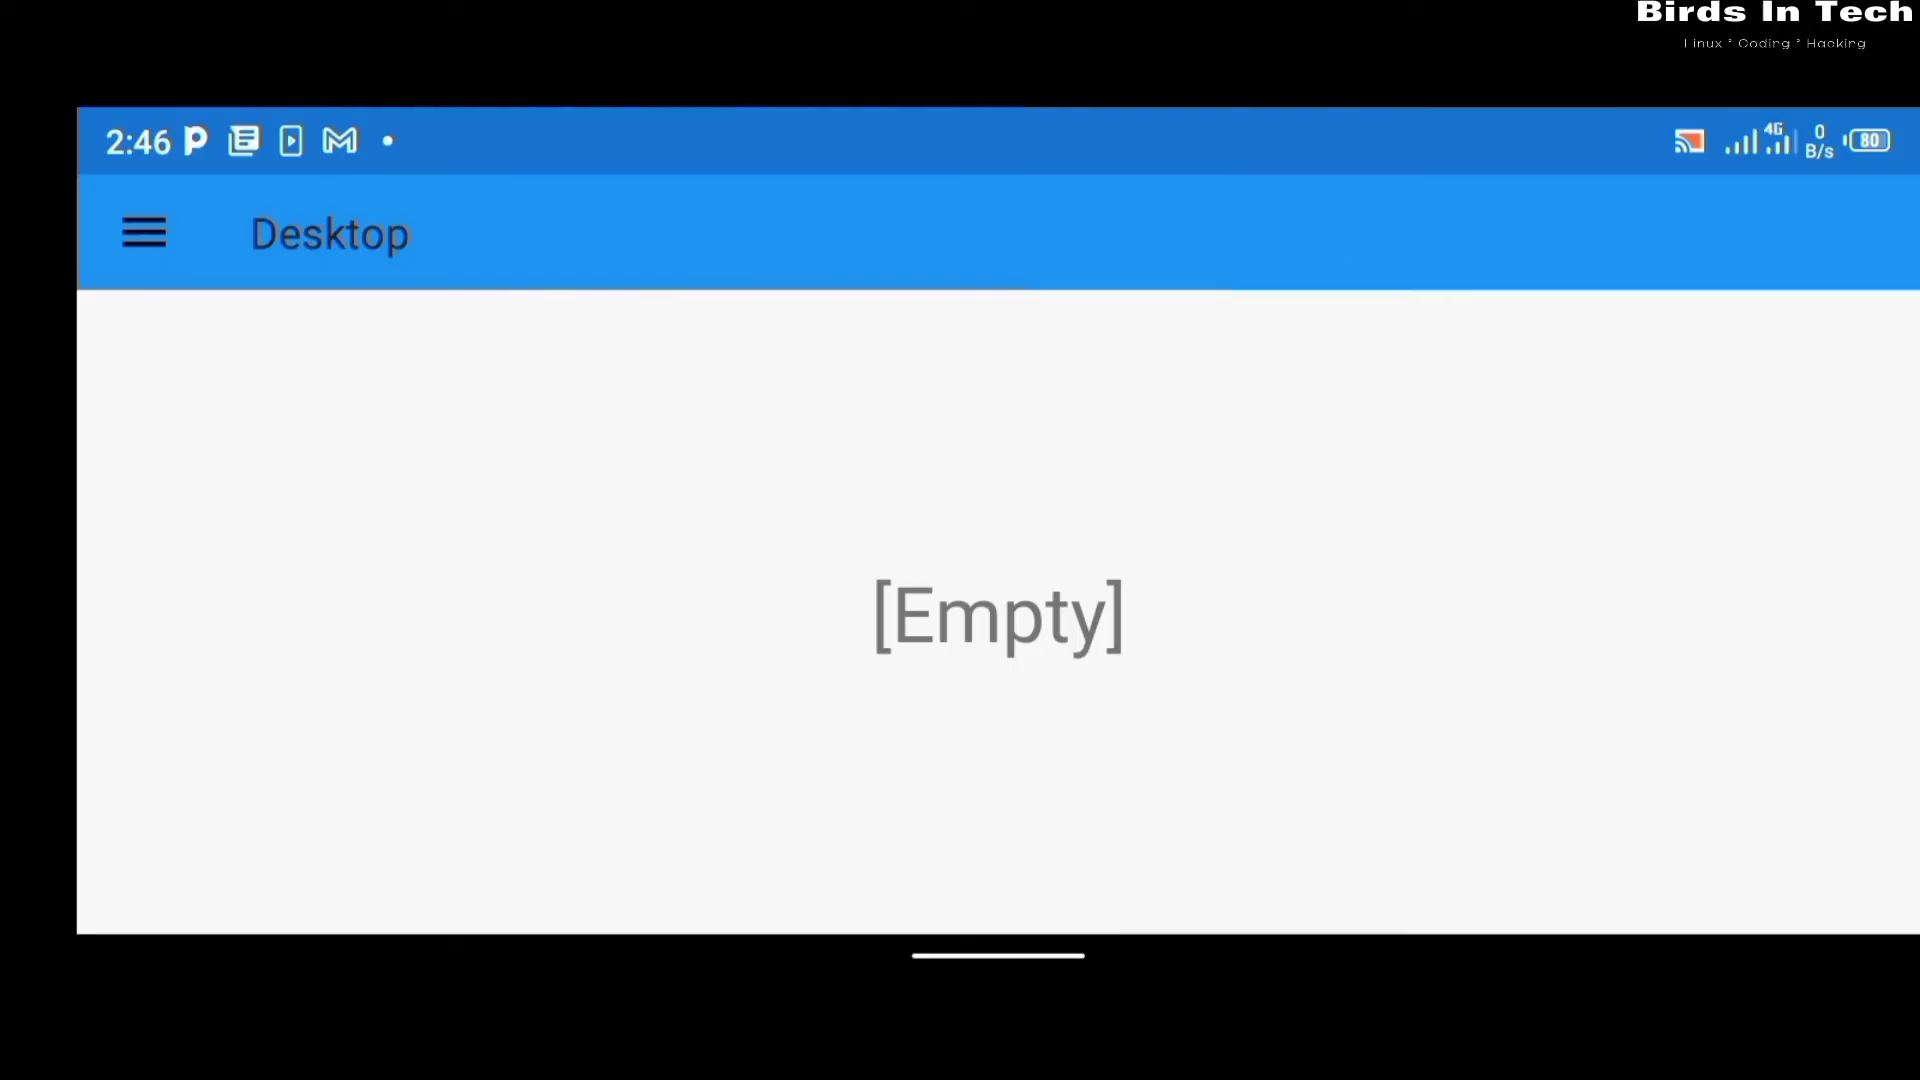 Birds In Tech
Linux * Coding * Hacking
2:46
4G
0
B/s
80
Desktop
[Empty]